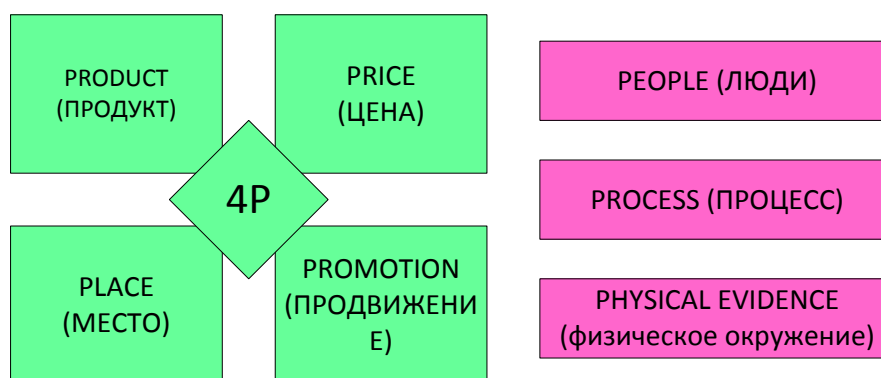 PRODUCT
(ПРОДУКТ)
PRICE
(ЦЕНА)
4P
PLACE
(МЕСТО)
PROMOTION
(ПРОДВИЖЕНИ
Е)
PEOPLE (ЛЮДИ)
PROCESS (ПРОЦЕСС)
PHYSICAL EVIDENCE
(физическое окружение)